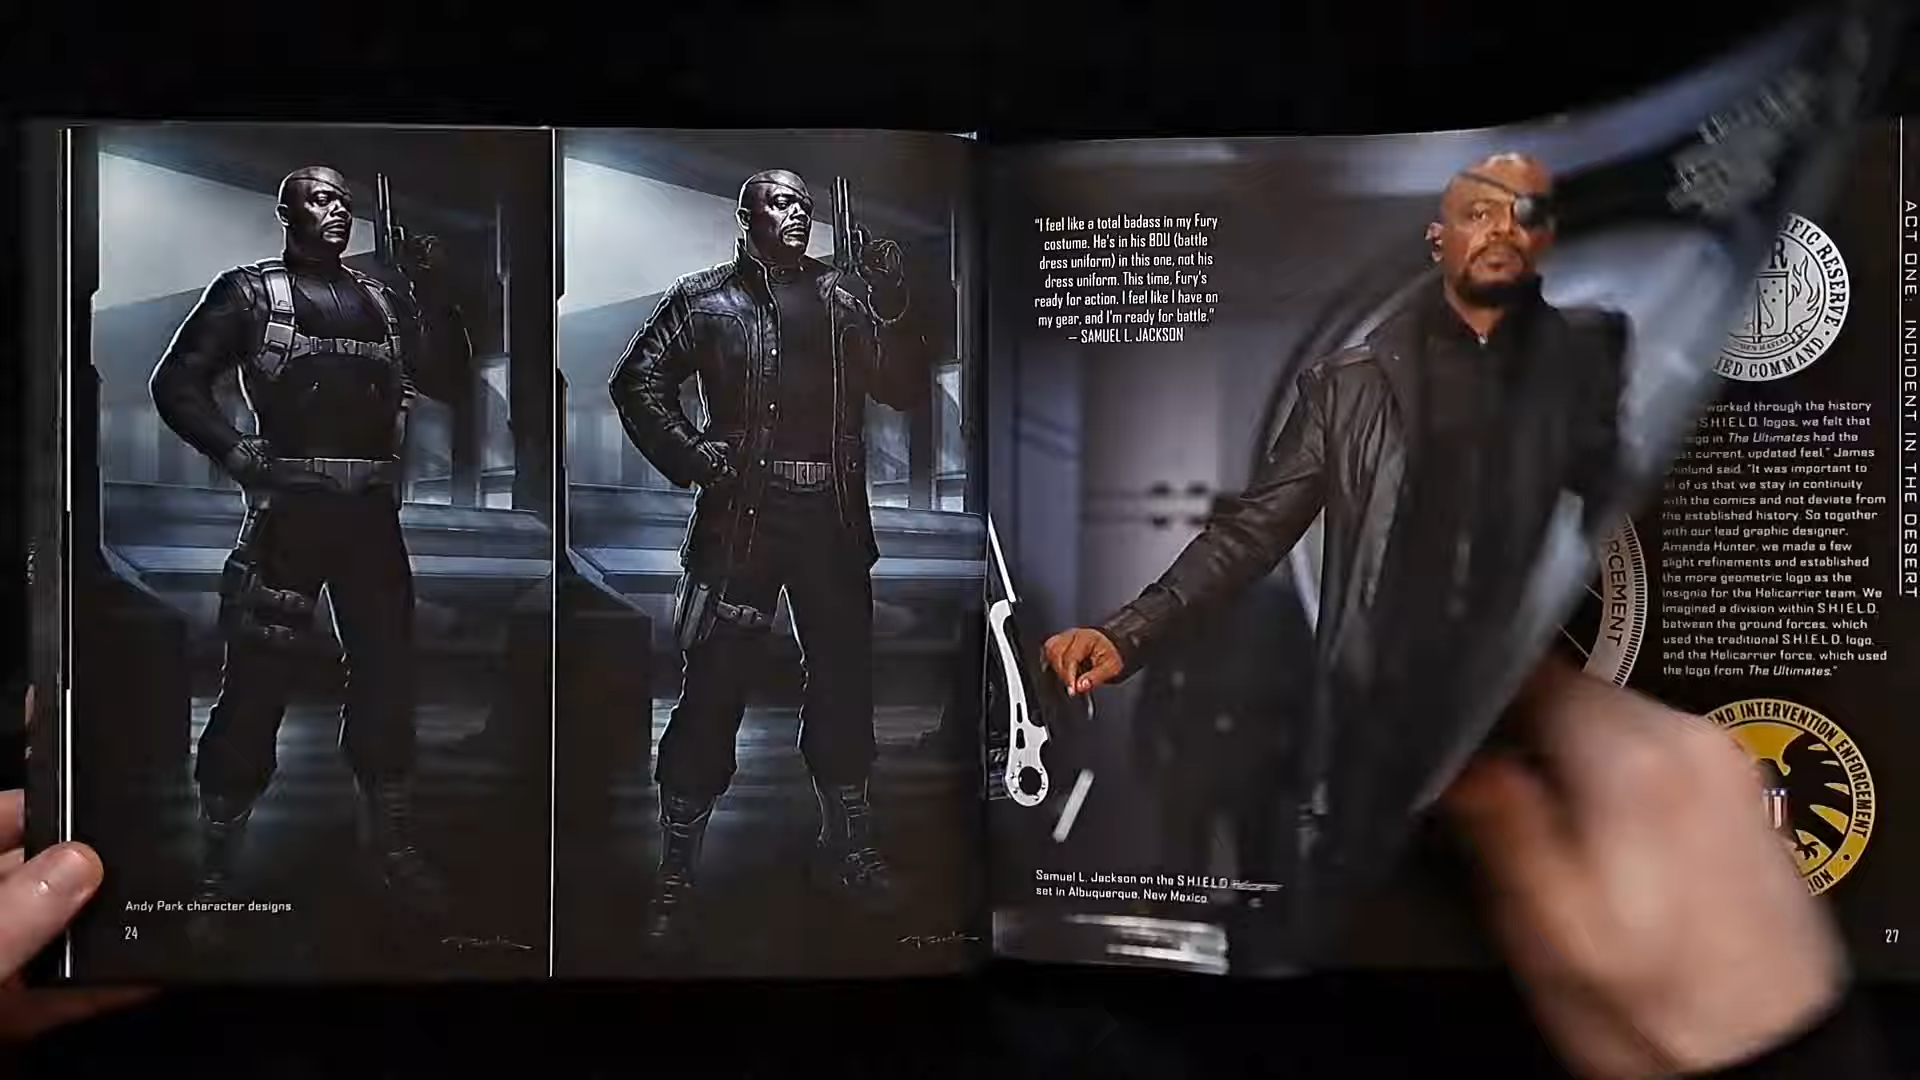 Andy Park character designs.
24
"I feel like a total badass in my Fury
costume. He's in his BDU (battle
dress uniform) in this one, not his
dress uniform. This time, Fury's
ready for action. I feel like I have on
my gear, and I'm ready for battle."
— SAMUEL L. JACKSON
Samuel L. Jackson on the S.H.I.E.L.D.
set in Albuquerque, New Mexico.
RESERVE
COMMAND
worked through the history
S.H.I.E.L.D. logos, we felt that
in The Ultimates had the
current, updated feel," James
said. "It was important to
of us that we stay in continuity
with the comics and not deviate from
the established history. So together
with our lead graphic designer,
Amanda Hunter, we made a few
slight refinements and established
the more geometric logo as the
insignia for the Helicarrier team. We
imagined a division within S.H.I.E.L.D.
between the ground forces, which
used the traditional S.H.I.E.L.D. logo,
and the Helicarrier force, which used
the logo from The Ultimates."
INTERVENTION ENFORCEMENT
ACT ONE: INCIDENT IN THE DESERT
27